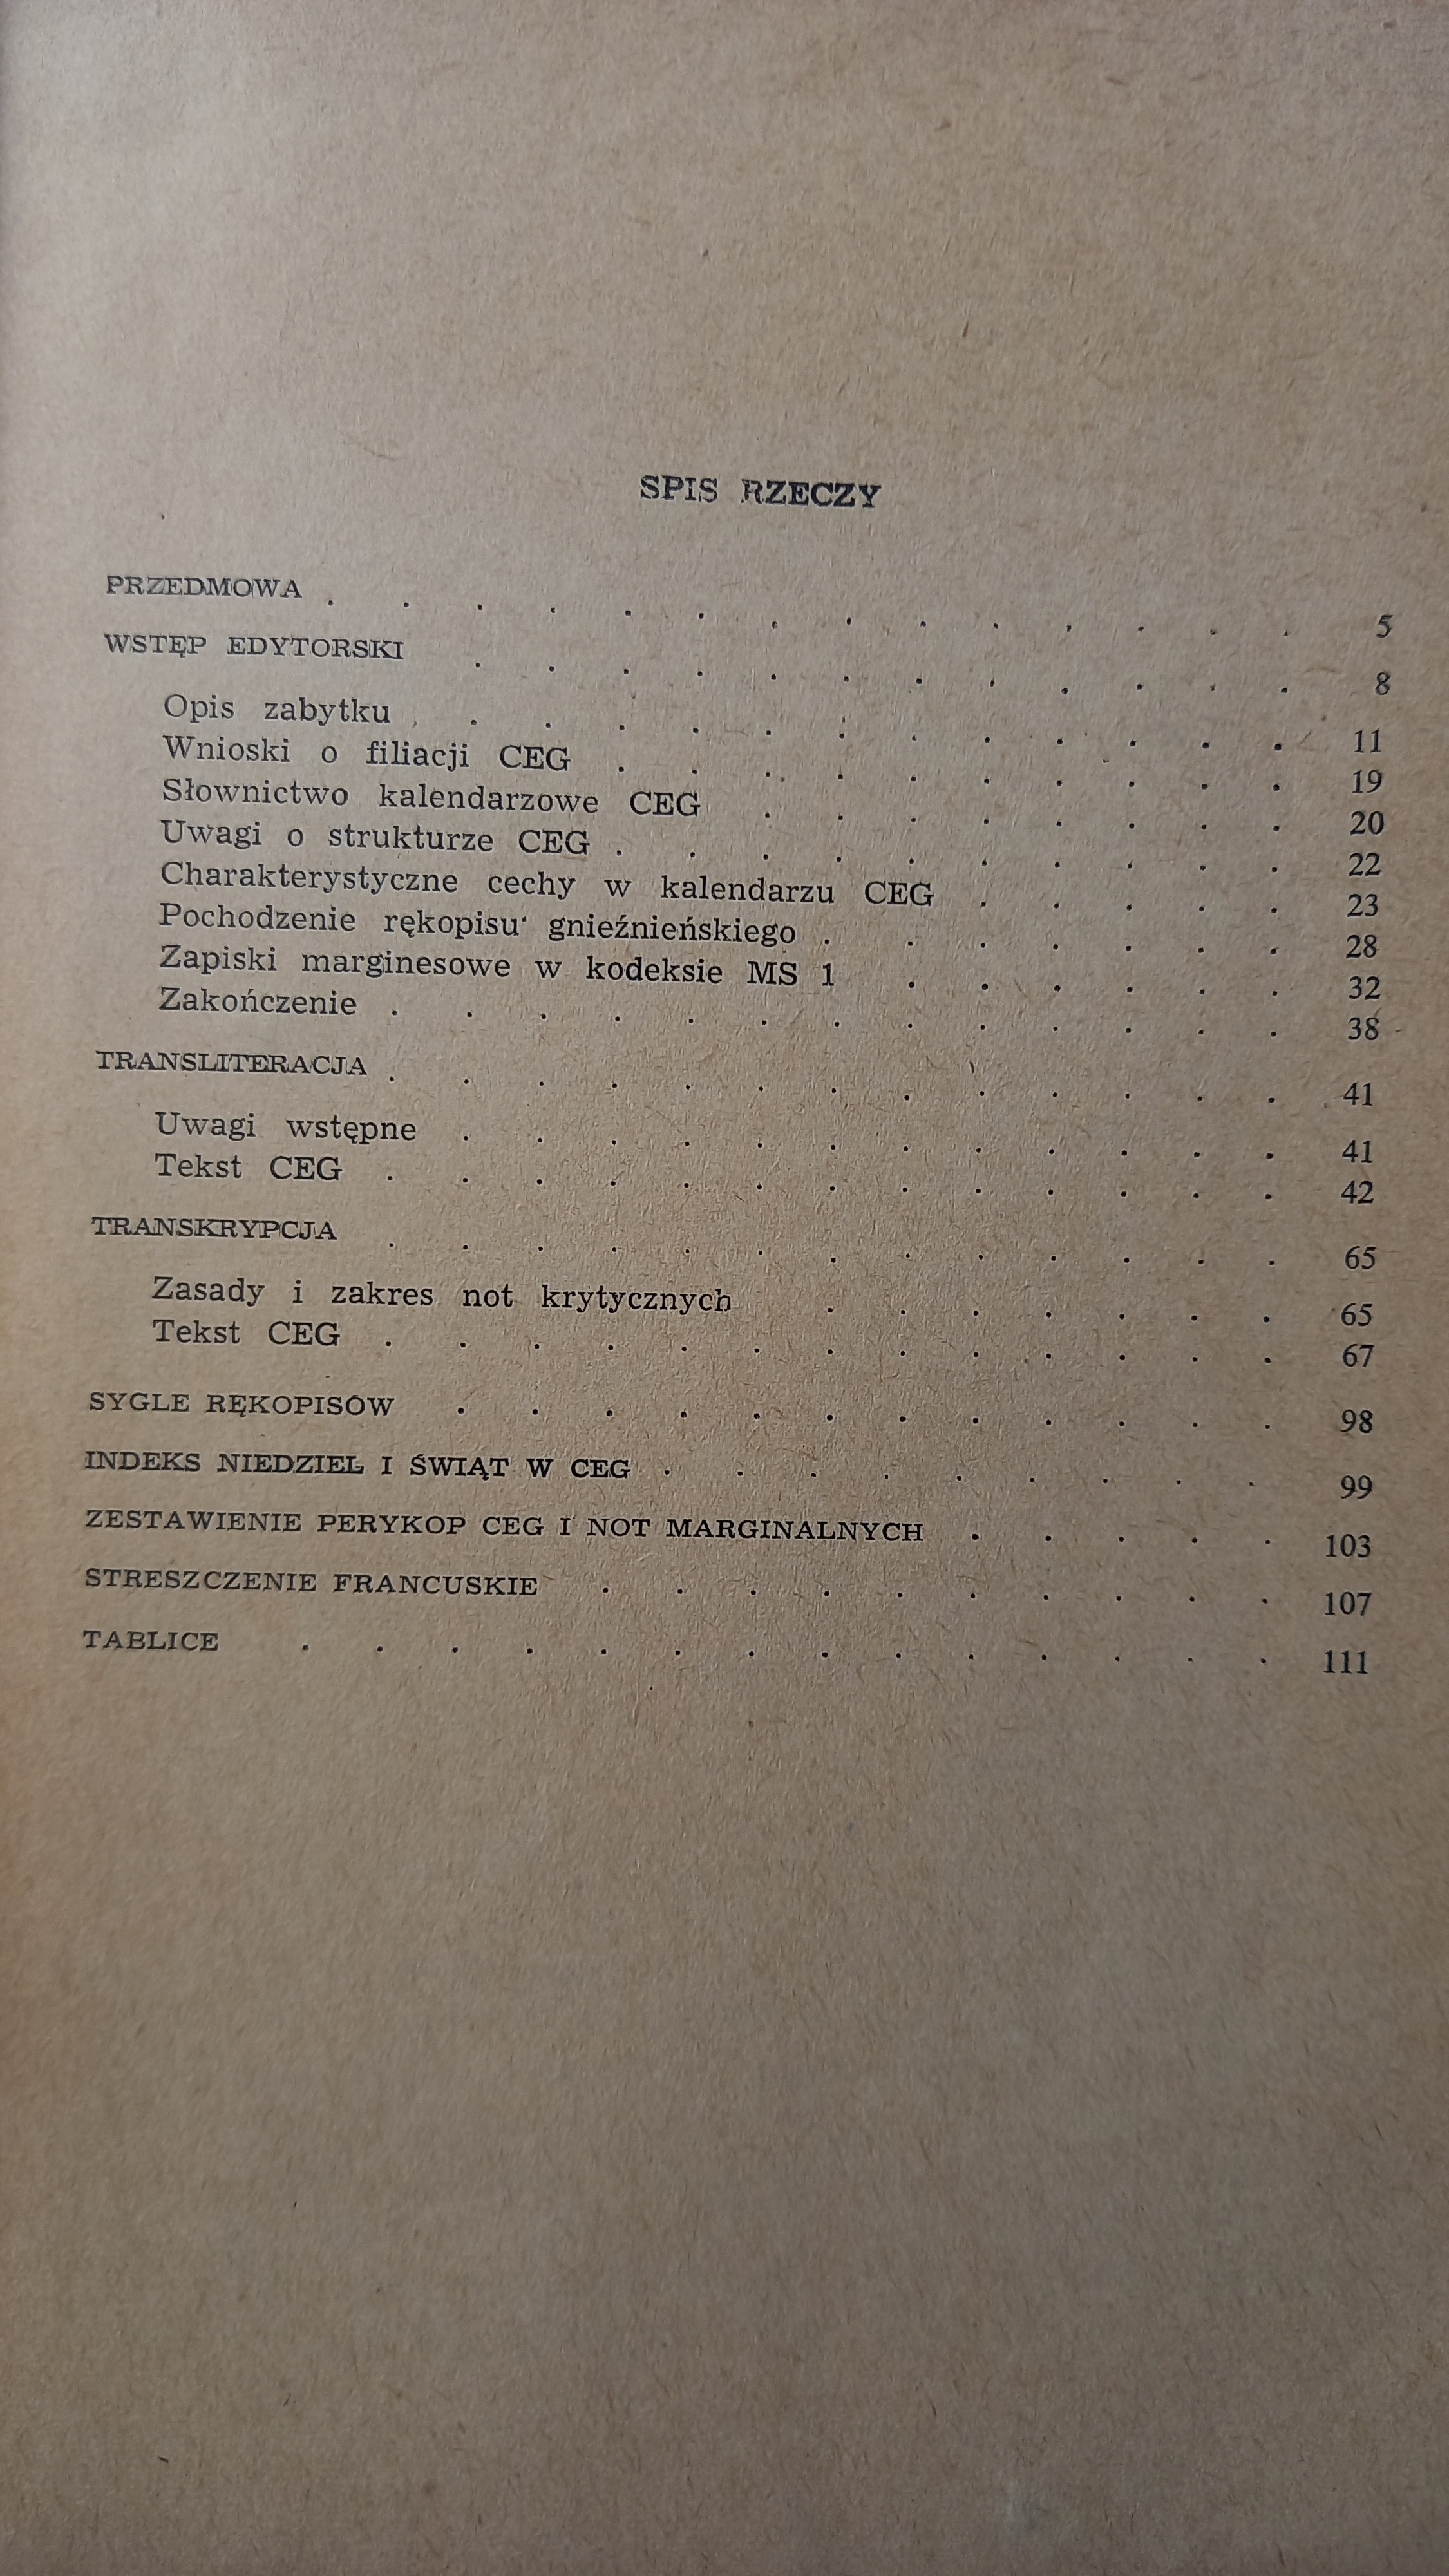 SPIS RZECZY
PRZEDMOWA . . . . . . . . . . . . . . 5
WSTĘP EDYTORSKI . . . . . . . . . . . . 8
Opis zabytku . . . . . . . . . . . . . 11
Wnioski o filiacji CEG . . . . . . . . . . 19
Słownictwo kalendarzowe CEG . . . . . . . . 20
Uwagi o strukturze CEG . . . . . . . . . . 22
Charakterystyczne cechy w kalendarzu CEG . . . . . 23
Pochodzenie rękopisu gnieźnieńskiego . . . . . . . 28
Zapiski marginesowe w kodeksie MS 1 . . . . . . 32
Zakończenie . . . . . . . . . . . . . 38
TRANSLITERACJA . . . . . . . . . . . . . 41
Uwagi wstępne . . . . . . . . . . . . 41
Tekst CEG . . . . . . . . . . . . . 42
TRANSKRYPCJA . . . . . . . . . . . . . 65
Zasady i zakres not krytycznych . . . . . . . 65
Tekst CEG . . . . . . . . . . . . . 67
SYGLE RĘKOPISÓW . . . . . . . . . . . . 98
INDEKS NIEDZIEL I ŚWIĄT W CEG . . . . . . . . . 99
ZESTAWIENIE PERYKOP CEG I NOT MARGINALNYCH . . . . . 103
STRESZCZENIE FRANCUSKIE . . . . . . . . . . 107
TABLICE . . . . . . . . . . . . . . 111